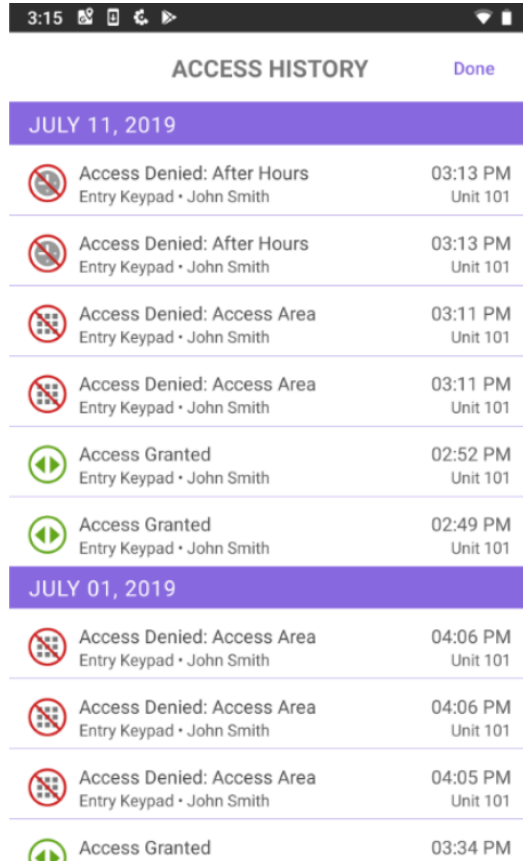 3:15
ACCESS HISTORY Done
JULY 11, 2019
Access Denied: After Hours 03:13 PM
Entry Keypad • John Smith Unit 101
Access Denied: After Hours 03:13 PM
Entry Keypad • John Smith Unit 101
Access Denied: Access Area 03:11 PM
Entry Keypad • John Smith Unit 101
Access Denied: Access Area 03:11 PM
Entry Keypad • John Smith Unit 101
Access Granted 02:52 PM
Entry Keypad • John Smith Unit 101
Access Granted 02:49 PM
Entry Keypad • John Smith Unit 101
JULY 01, 2019
Access Denied: Access Area 04:06 PM
Entry Keypad • John Smith Unit 101
Access Denied: Access Area 04:06 PM
Entry Keypad • John Smith Unit 101
Access Denied: Access Area 04:05 PM
Entry Keypad • John Smith Unit 101
Access Granted 03:34 PM